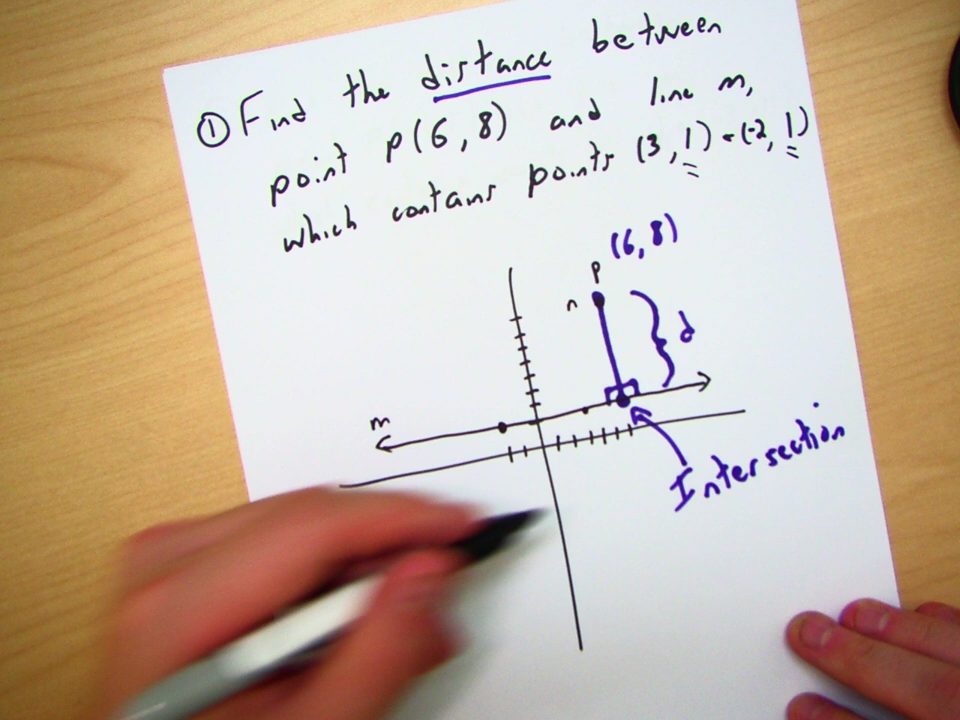 ① Find the distance between
point P(6,8) and line m,
which contains points (3,1) + (-2,1)
(6,8)
P
n
d
m
Intersection